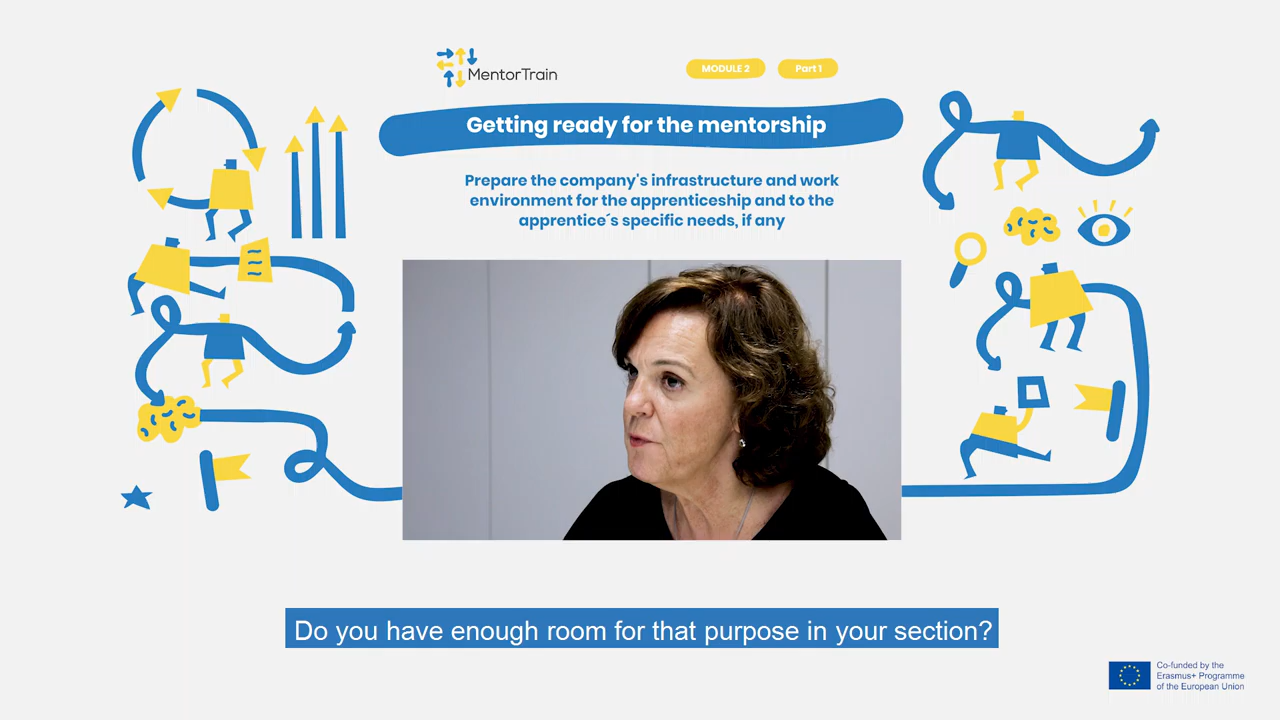 MentorTrain
MODULE 2
Part 1
Getting ready for the mentorship
Prepare the company's infrastructure and work
environment for the apprenticeship and to the
apprentice´s specific needs, if any
Do you have enough room for that purpose in your section?
Co-funded by the
Erasmus+ Programme
of the European Union